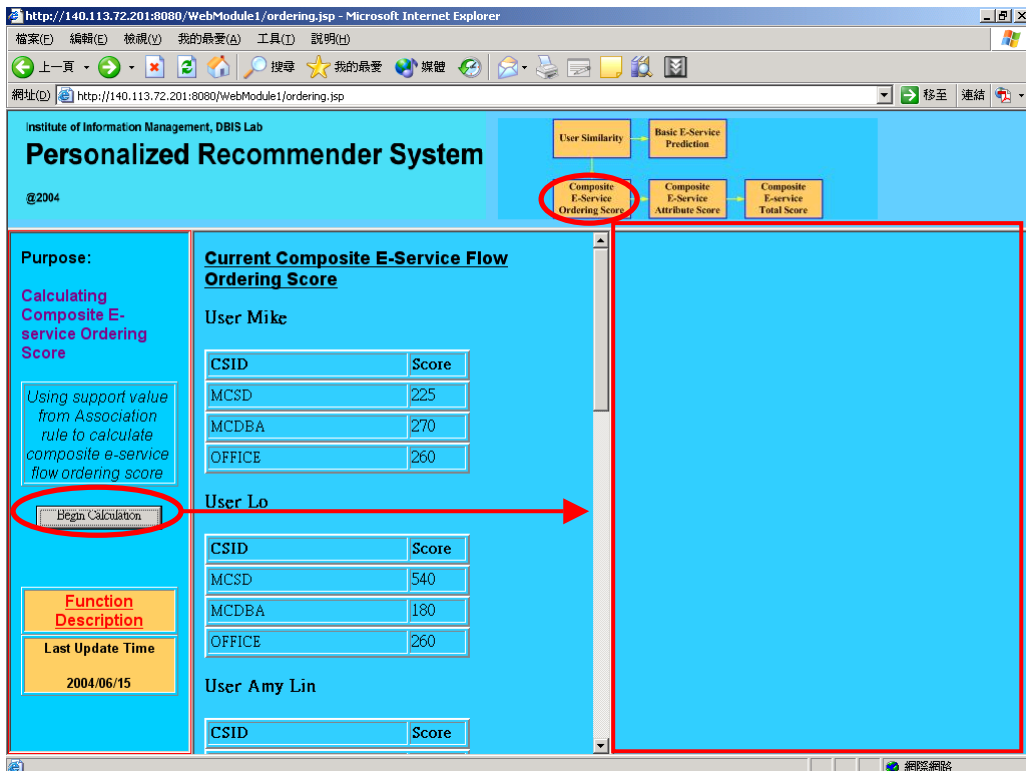 http://140.113.72.201:8080/WebModule1/ordering.jsp - Microsoft Internet Explorer
檔案(F) 編輯(E) 檢視(V) 我的最愛(A) 工具(T) 說明(H)
上一頁 搜尋 我的最愛 媒體
網址(D) http://140.113.72.201:8080/WebModule1/ordering.jsp 移至 連結
Institute of Information Management, DBIS Lab
Personalized Recommender System
@2004
User Similarity
Basic E-Service
Prediction
Composite
E-Service
Ordering Score
Composite
E-Service
Attribute Score
Composite
E-service
Total Score
Purpose:
Calculating
Composite E-
service Ordering
Score
Using support value
from Association
rule to calculate
composite e-service
flow ordering score
Begin Calculation
Function
Description
Last Update Time
2004/06/15
Current Composite E-Service Flow
Ordering Score
User Mike
CSID Score
MCSD 225
MCDBA 270
OFFICE 260
User Lo
CSID Score
MCSD 540
MCDBA 180
OFFICE 260
User Amy Lin
CSID Score
網際網路